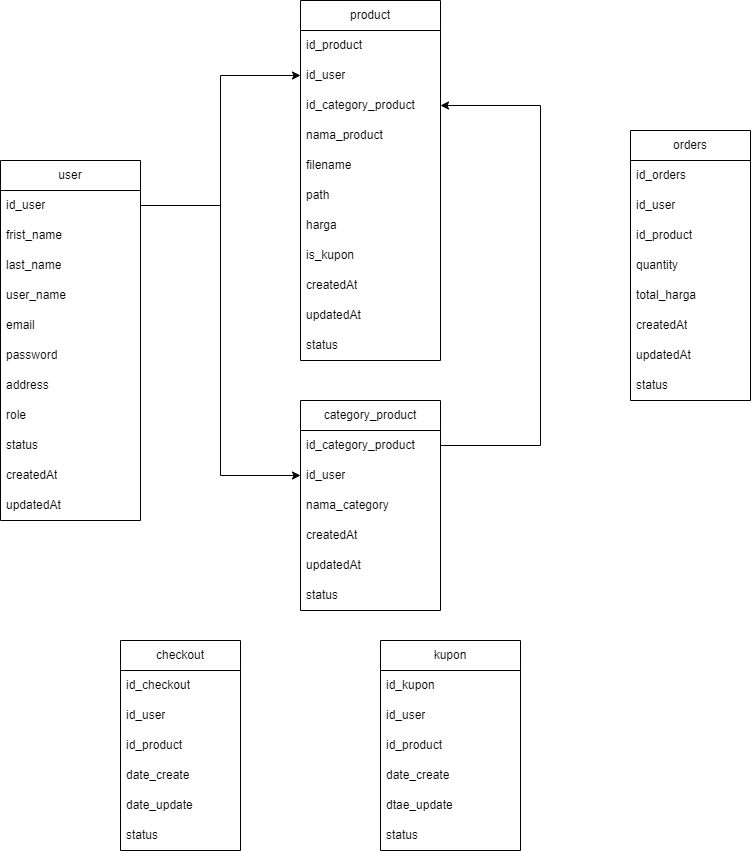 product
id_product
id_user
id_category_product
nama_product
filename
path
harga
is_kupon
createdAt
updatedAt
status
orders
id_orders
id_user
id_product
quantity
total_harga
createdAt
updatedAt
status
user
id_user
frist_name
last_name
user_name
email
password
address
role
status
createdAt
updatedAt
category_product
id_category_product
id_user
nama_category
createdAt
updatedAt
status
checkout
id_checkout
id_user
id_product
date_create
date_update
status
kupon
id_kupon
id_user
id_product
date_create
dtae_update
status